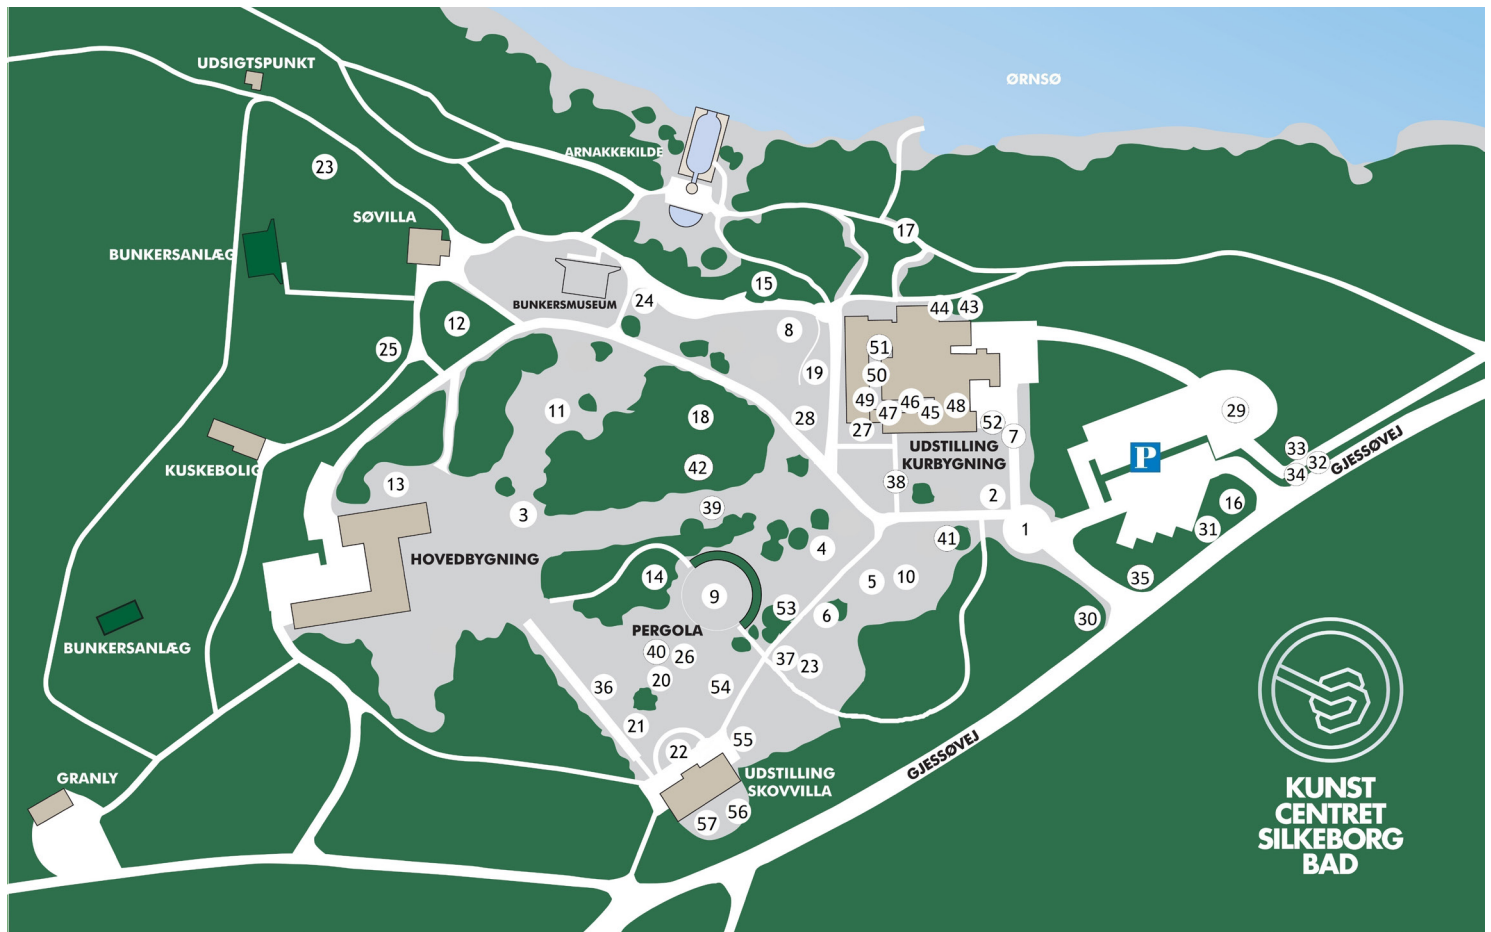 ØRNSØ
UDSIGTSPUNKT
ARNAKKEKILDE
23
SØVILLA
17
BUNKERSANLÆG
15
BUNKERSMUSEUM
24
44
43
12
8
25
51
19
50
49
46
48
11
18
28
47
45
29
27
52
7
UDSTILLING
KURBYGNING
33
32
34
GJESSØVEJ
P
KUSKEBOLIG
42
38
13
2
16
39
3
1
31
41
4
HOVEDBYGNING
14
5
10
35
9
53
6
30
PERGOLA
BUNKERSANLÆG
40
26
37
23
20
36
54
21
22
55
GJESSØVEJ
GRANLY
UDSTILLING
SKOVVILLA
56
57
KUNST
CENTRET
SILKEBORG
BAD